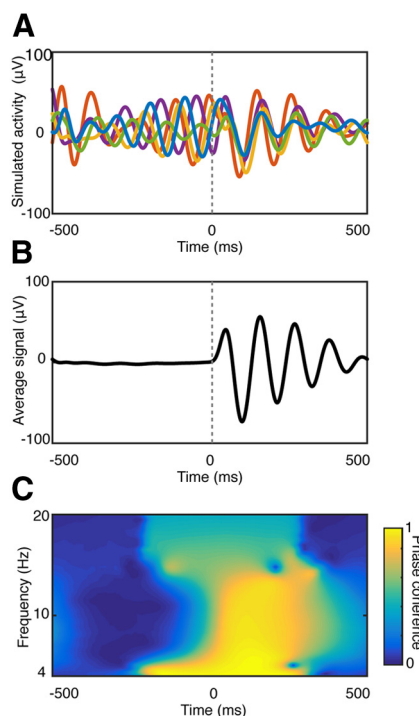 A
100
Simulated activity (µV)
0
-100
-500 0 500
Time (ms)
B
100
Average signal (µV)
0
-100
-500 0 500
Time (ms)
C
20
Frequency (Hz)
10
4
-500 0 500
Time (ms)
1
Phase coherence
0